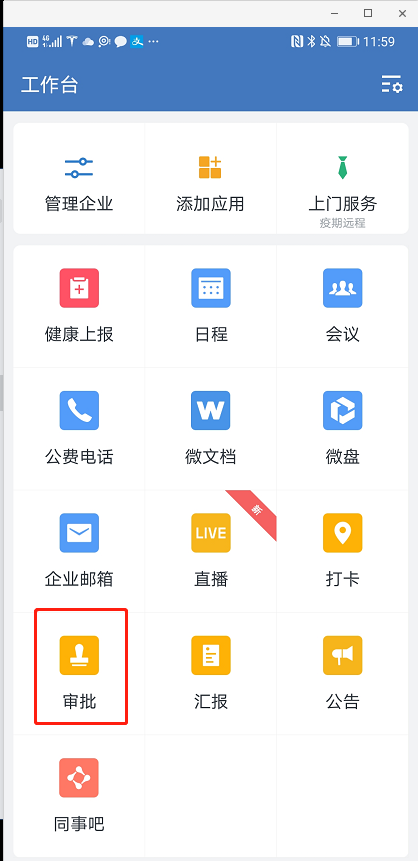 HD 4G 11:59
工作台
管理企业 添加应用 上门服务
疫期远程
健康上报 日程 会议
公费电话 微文档 微盘
新
LIVE
企业邮箱 直播 打卡
审批 汇报 公告
同事吧